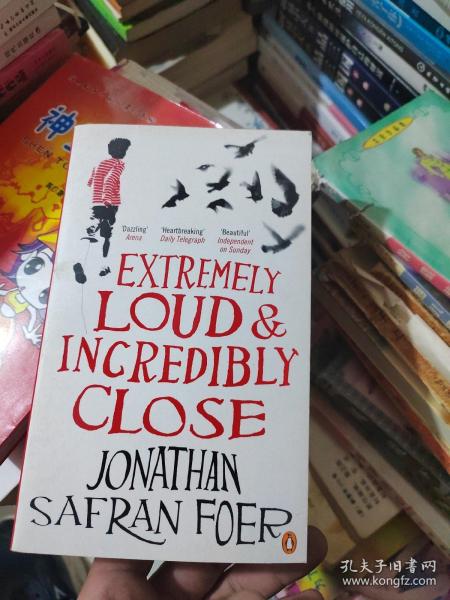 'Dazzling'
Arena
'Heartbreaking'
Daily Telegraph
'Beautiful'
Independent
on Sunday
EXTREMELY
LOUD &
INCREDIBLY
CLOSE
JONATHAN
SAFRAN FOER
神
SHEN
孔夫子旧书网
www.kongfz.com